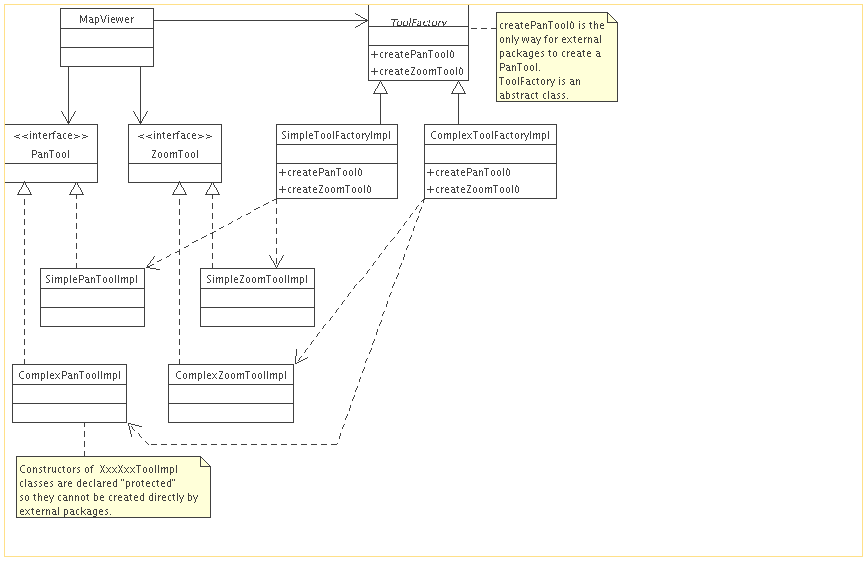 MapViewer
ToolFactory
+createPanTool()
+createZoomTool()
createPanTool() is the
only way for external
packages to create a
PanTool.
ToolFactory is an
abstract class.
<<interface>>
PanTool
<<interface>>
ZoomTool
SimpleToolFactoryImpl
+createPanTool()
+createZoomTool()
ComplexToolFactoryImpl
+createPanTool()
+createZoomTool()
SimplePanToolImpl
SimpleZoomToolImpl
ComplexPanToolImpl
ComplexZoomToolImpl
Constructors of XxxXxxToolImpl
classes are declared "protected"
so they cannot be created directly by
external packages.